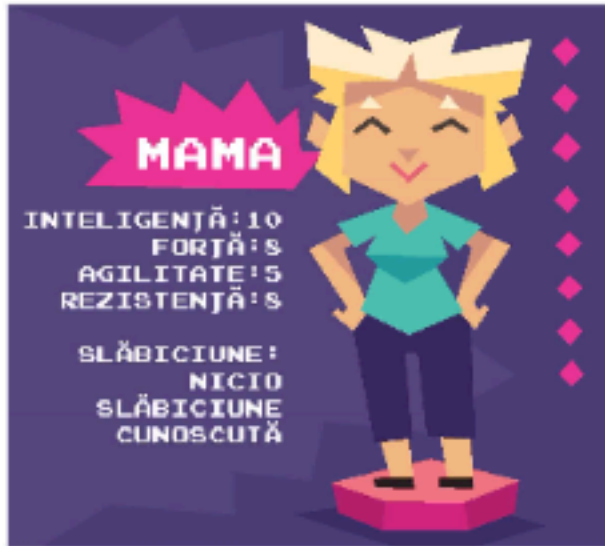 MAMA
INTELIGENȚĂ:10
FORȚĂ:8
AGILITATE:5
REZISTENȚĂ:8
SLĂBICIUNE:
NICIO
SLĂBICIUNE
CUNOSCUTĂ